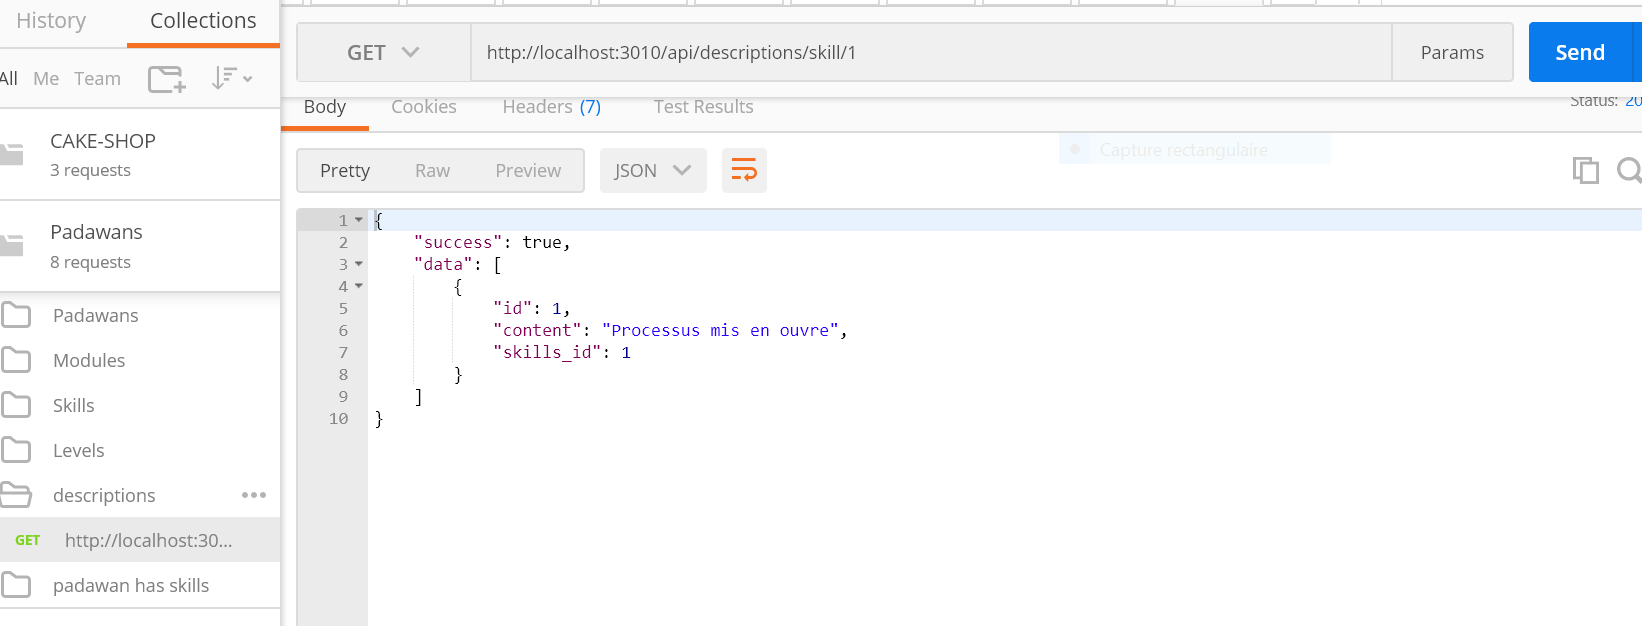 History Collections
All Me Team
CAKE-SHOP
3 requests
Padawans
8 requests
Padawans
Modules
Skills
Levels
descriptions
GET http://localhost:30...
padawan has skills
GET http://localhost:3010/api/descriptions/skill/1 Params Send
Body Cookies Headers (7) Test Results Status: 20
Capture rectangulaire
Pretty Raw Preview JSON
1 {
2 "success": true,
3 "data": [
4 {
5 "id": 1,
6 "content": "Processus mis en ouvre",
7 "skills_id": 1
8 }
9 ]
10 }